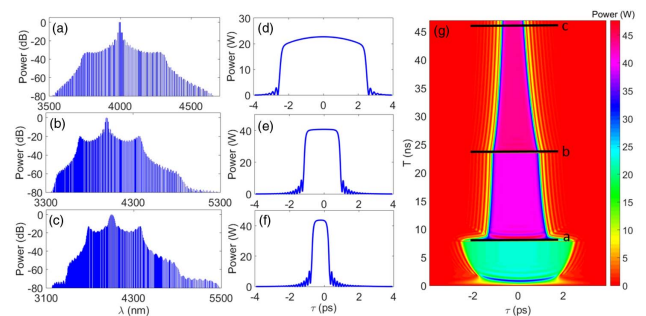 (a)
Power (dB)
0
-20
-40
-60
-80
3500 4000 4500
(b)
Power (dB)
0
-20
-40
-60
-80
3300 4300 5300
(c)
Power (dB)
0
-20
-40
-60
-80
3100 4300 5500
λ (nm)
(d)
Power (W)
30
20
10
0
-4 -2 0 2 4
(e)
Power (W)
40
20
0
-4 -2 0 2 4
(f)
Power (W)
40
20
0
-4 -2 0 2 4
τ (ps)
(g)
Power (W)
T (ns)
45
40
35
30
25
20
15
10
5
0
-2 0 2
τ (ps)
c
b
a
45
40
35
30
25
20
15
10
5
0